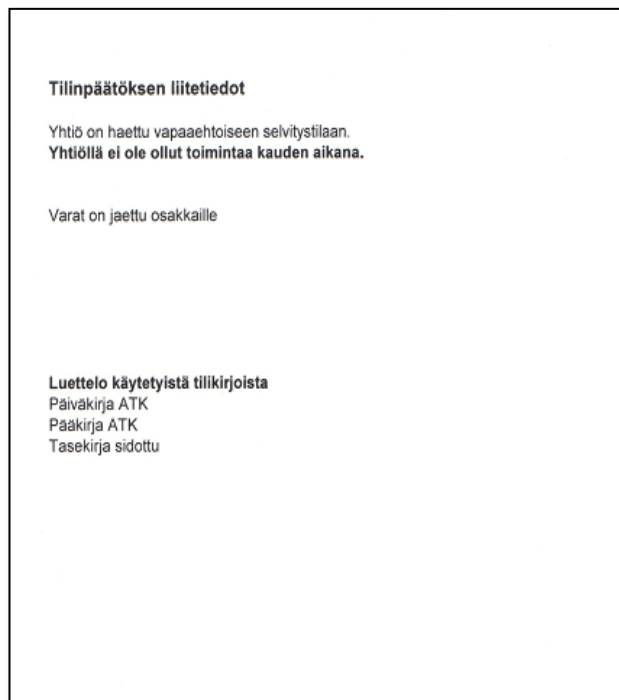 Tilinpäätöksen liitetiedot
Yhtiö on haettu vapaaehtoiseen selvitystilaan.
Yhtiöllä ei ole ollut toimintaa kauden aikana.
Varat on jaettu osakkaille
Luettelo käytetyistä tilikirjoista
Päiväkirja ATK
Pääkirja ATK
Tasekirja sidottu